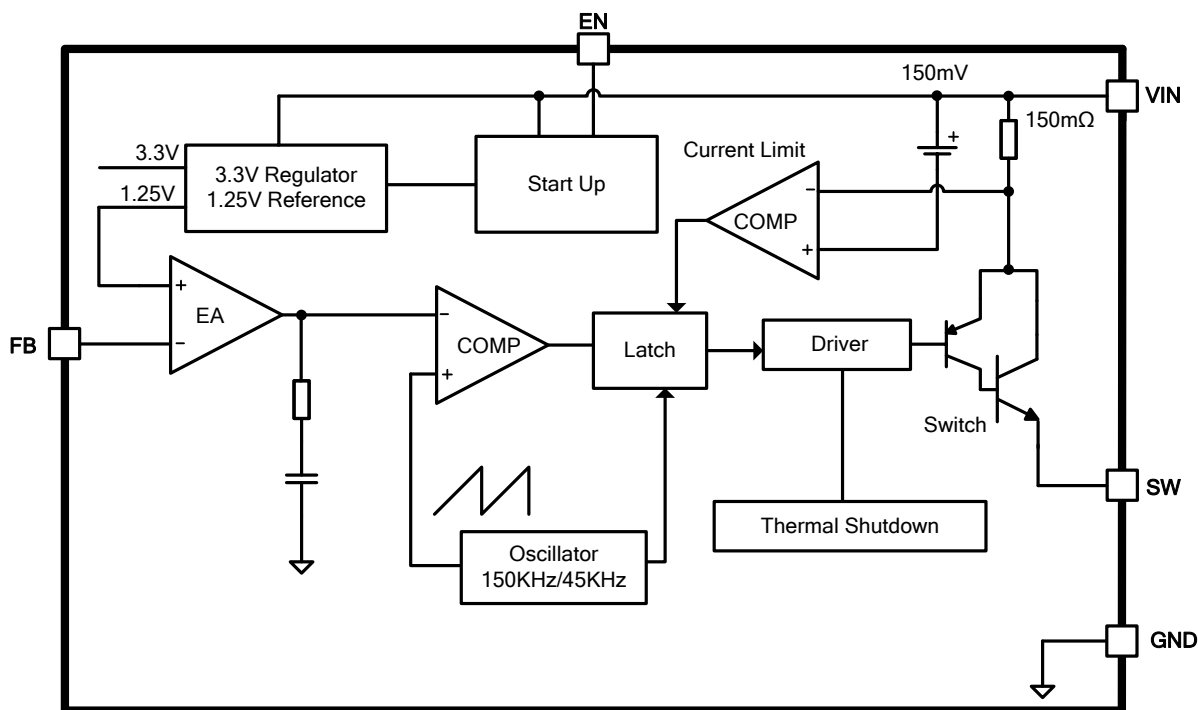 EN
150mV
VIN
150mΩ
3.3V
3.3V Regulator
1.25V Reference
1.25V
Start Up
Current Limit
-
COMP
+
+
+
EA
-
FB
-
COMP
+
Latch
Driver
Switch
SW
Thermal Shutdown
Oscillator
150KHz/45KHz
GND